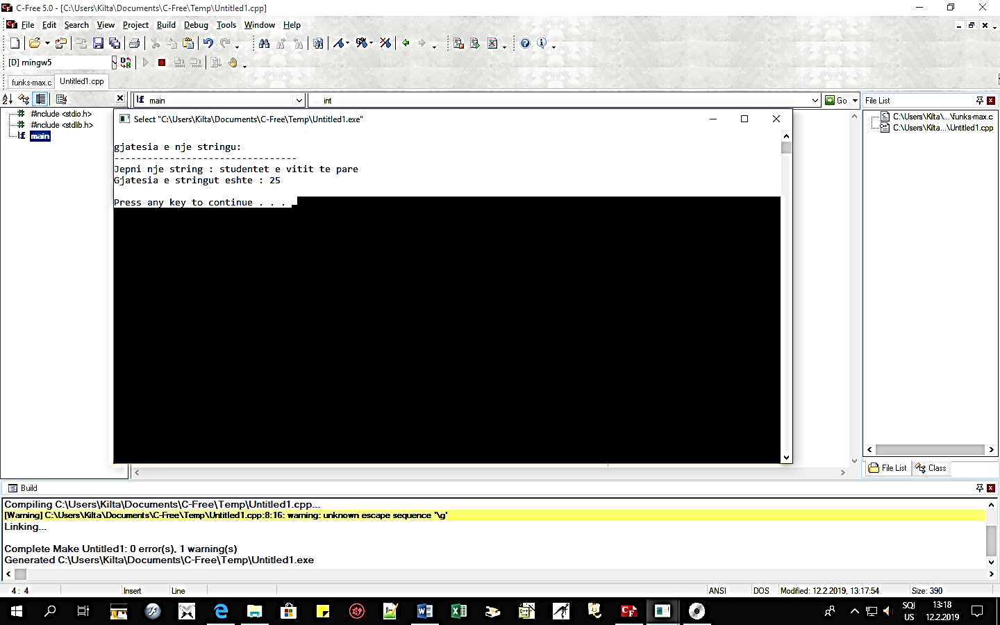 C-Free 5.0 - [C:\Users\Kilta\Documents\C-Free\Temp\Untitled1.cpp]
File Edit Search View Project Build Debug Tools Window Help
[D] mingw5
funks-max.c Untitled1.cpp
main int Go File List
#include <stdio.h>
#include <stdlib.h>
main
C:\Users\Kilta\...\funks-max.c
C:\Users\Kilta...\Untitled1.cpp
Select "C:\Users\Kilta\Documents\C-Free\Temp\Untitled1.exe"
gjatesia e nje stringu:
---------------------------------
Jepni nje string : studentet e vitit te pare
Gjatesia e stringut eshte : 25
Press any key to continue . . .
File List Class
Build
Compiling C:\Users\Kilta\Documents\C-Free\Temp\Untitled1.cpp...
[Warning] C:\Users\Kilta\Documents\C-Free\Temp\Untitled1.cpp:8:16: warning: unknown escape sequence '\g'
Linking...
Complete Make Untitled1: 0 error(s), 1 warning(s)
Generated C:\Users\Kilta\Documents\C-Free\Temp\Untitled1.exe
4 : 4 Insert Line ANSI DOS Modified: 12.2.2019, 13:17:54 Size: 390
SQI 13:18
US 12.2.2019